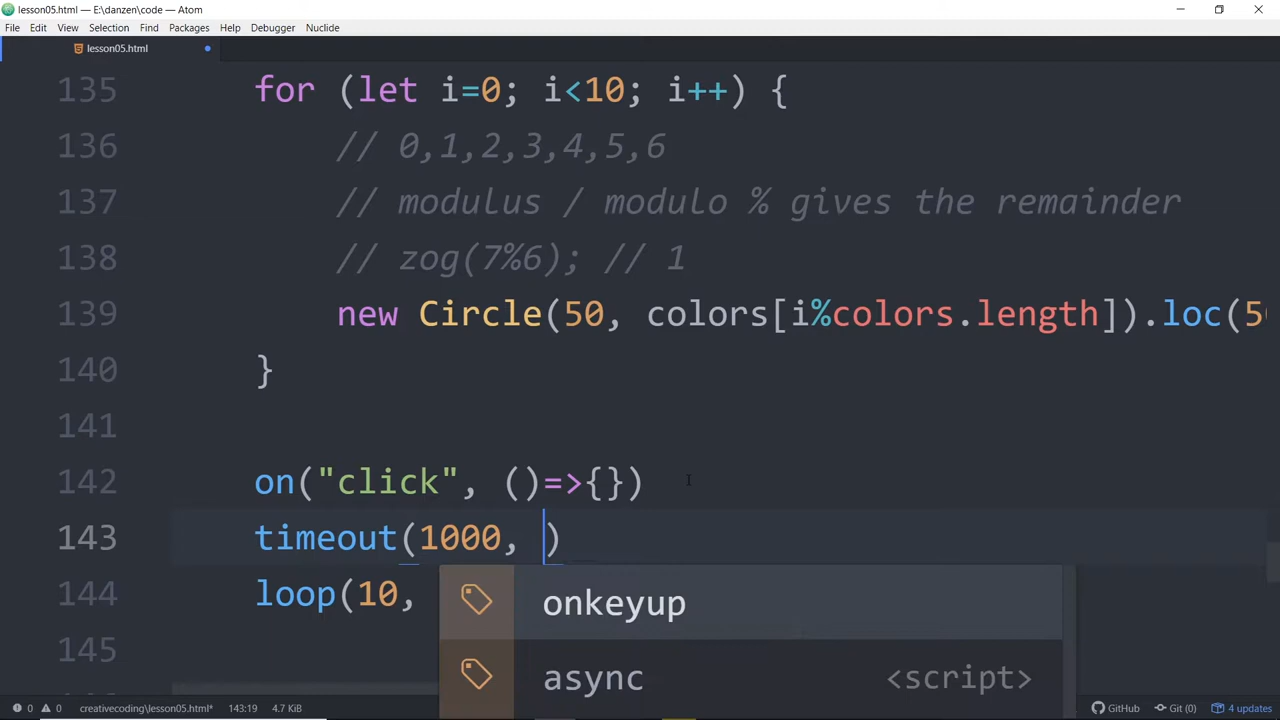 lesson05.html — E:\danzen\code — Atom
File Edit View Selection Find Packages Help Debugger Nuclide
lesson05.html
135 for (let i=0; i<10; i++) {
136 // 0,1,2,3,4,5,6
137 // modulus / modulo % gives the remainder
138 // zog(7%6); // 1
139 new Circle(50, colors[i%colors.length]).loc(50
140 }
141
142 on("click", ()=>{})
143 timeout(1000, )
144 loop(10,
onkeyup
145
async <script>
0 0 creativecoding\lesson05.html* 143:19 4.7 KiB GitHub Git (0) 4 updates